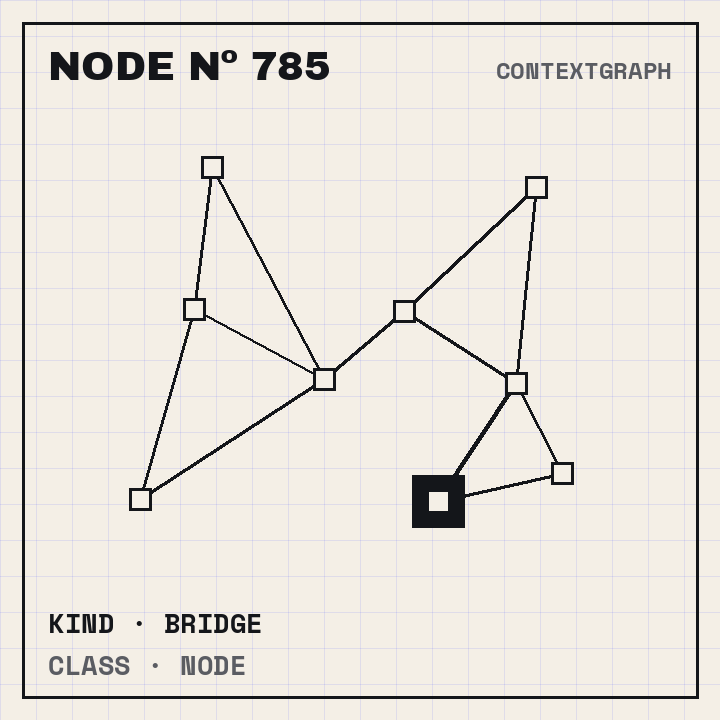 NODE Nº 785
CONTEXTGRAPH
KIND · BRIDGE
CLASS · NODE